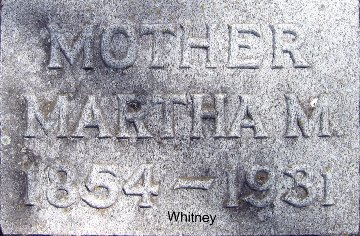 MOTHER
MARTHA M.
1854-1931
Whitney